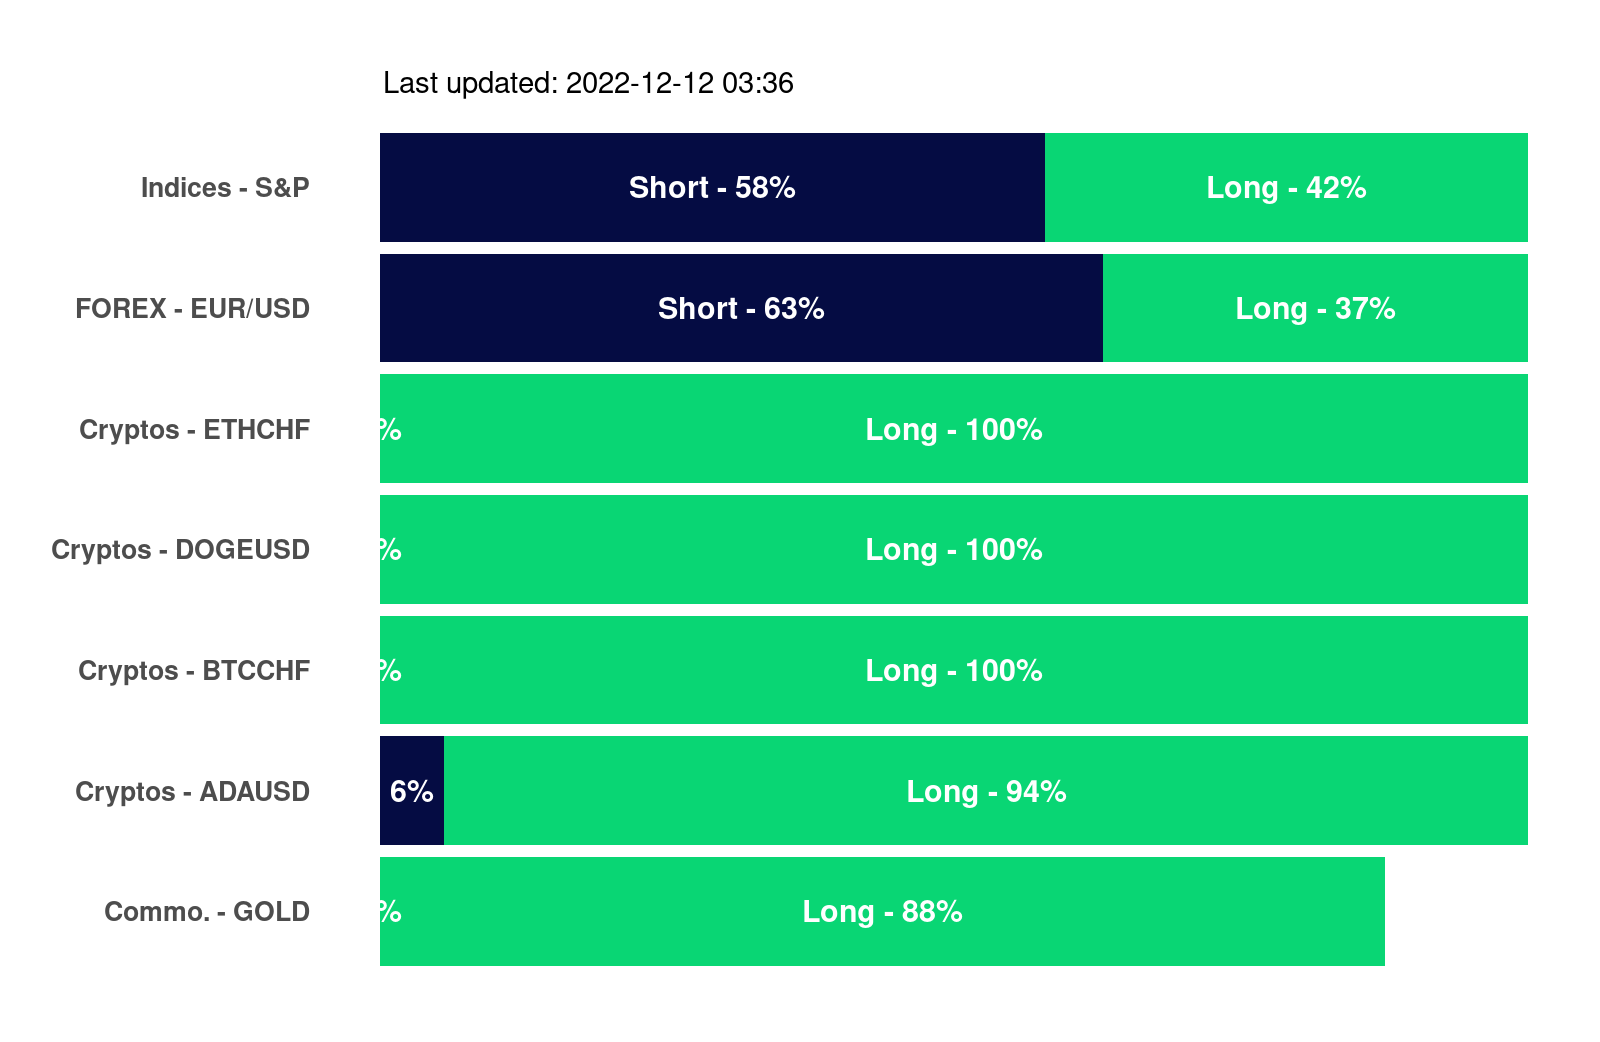 Last updated: 2022-12-12 03:36
Indices - S&P Short - 58% Long - 42%
FOREX - EUR/USD Short - 63% Long - 37%
Cryptos - ETHCHF % Long - 100%
Cryptos - DOGEUSD % Long - 100%
Cryptos - BTCCHF % Long - 100%
Cryptos - ADAUSD 6% Long - 94%
Commo. - GOLD % Long - 88%